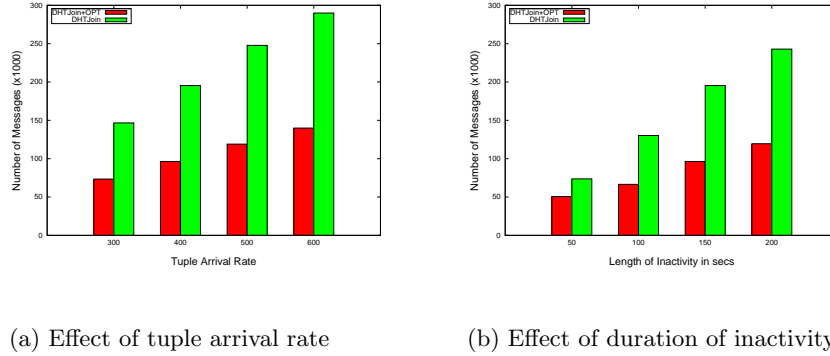 DHTJoin+OPT
DHTJoin
Number of Messages (x1000)
300
250
200
150
100
50
0
300 400 500 600
Tuple Arrival Rate
(a) Effect of tuple arrival rate
DHTJoin+OPT
DHTJoin
Number of Messages (x1000)
300
250
200
150
100
50
0
50 100 150 200
Length of Inactivity in secs
(b) Effect of duration of inactivity